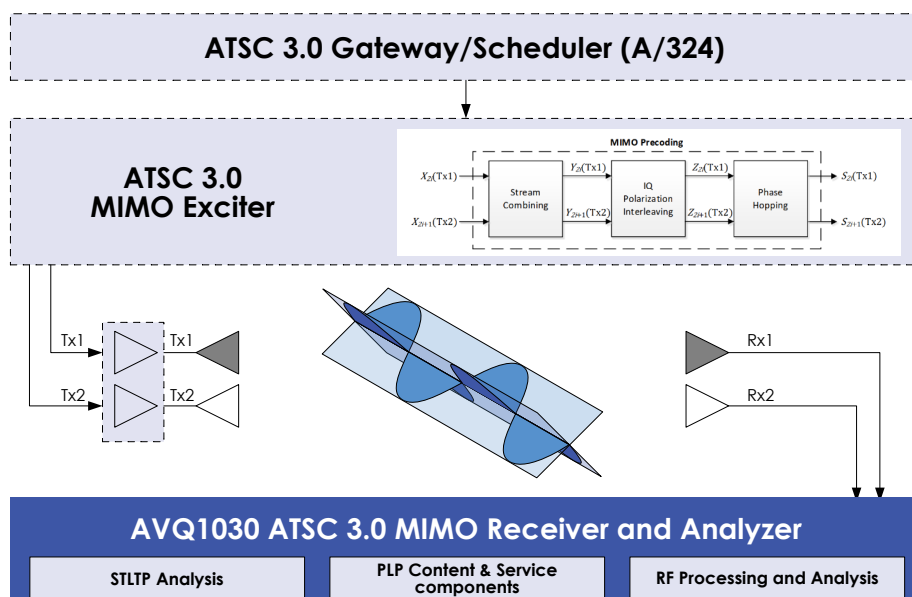 ATSC 3.0 Gateway/Scheduler (A/324)
ATSC 3.0
MIMO Exciter
MIMO Precoding
X2i(Tx1)
Y2i(Tx1)
Z2i(Tx1)
S2i(Tx1)
Stream
Combining
IQ
Polarization
Interleaving
Phase
Hopping
X2i+1(Tx2)
Y2i+1(Tx2)
Z2i+1(Tx2)
S2i+1(Tx2)
Tx1
Tx1
Rx1
Tx2
Tx2
Rx2
AVQ1030 ATSC 3.0 MIMO Receiver and Analyzer
STLTP Analysis
PLP Content & Service
components
RF Processing and Analysis